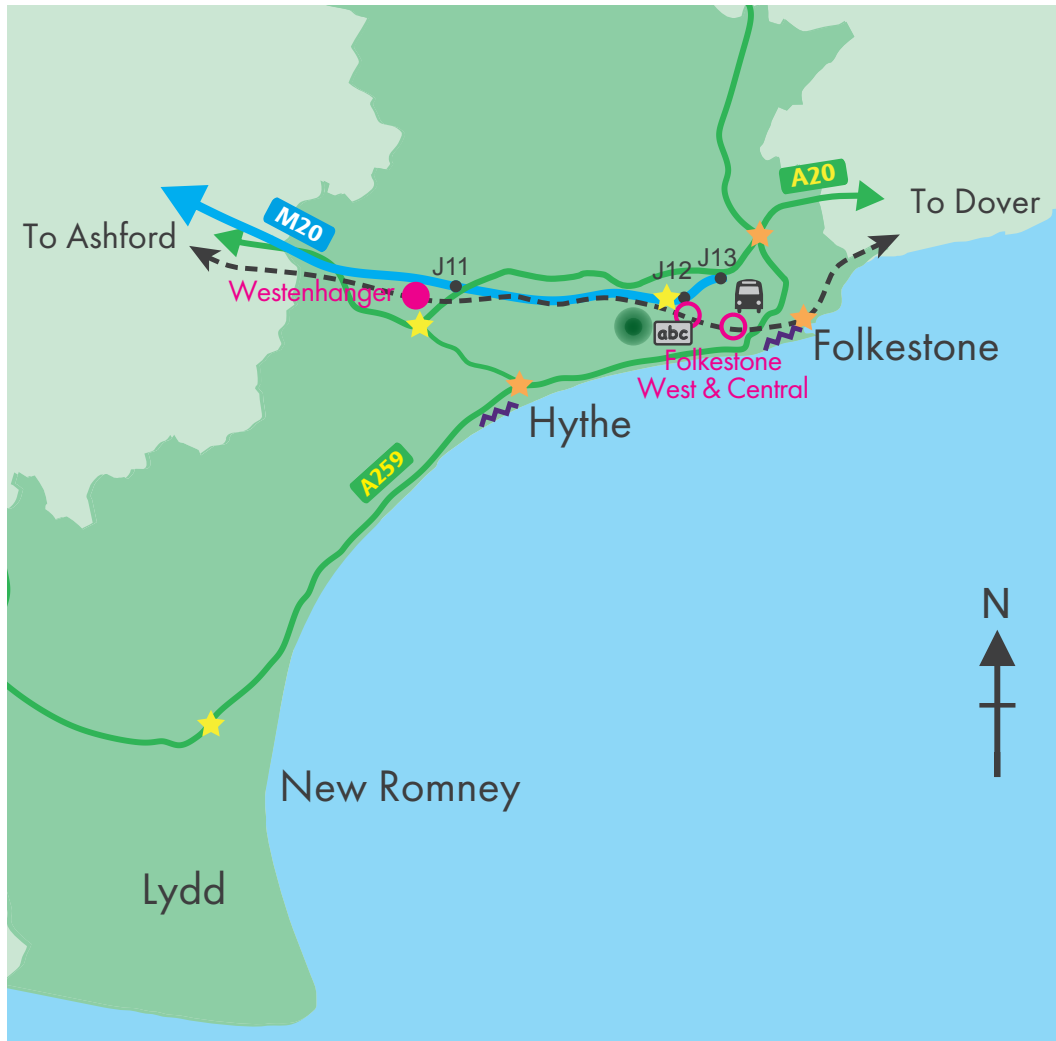 A20
To Dover
M20
To Ashford
J11
J12
J13
Westenhanger
abc
Folkestone
Folkestone
West & Central
Hythe
A259
N
New Romney
Lydd